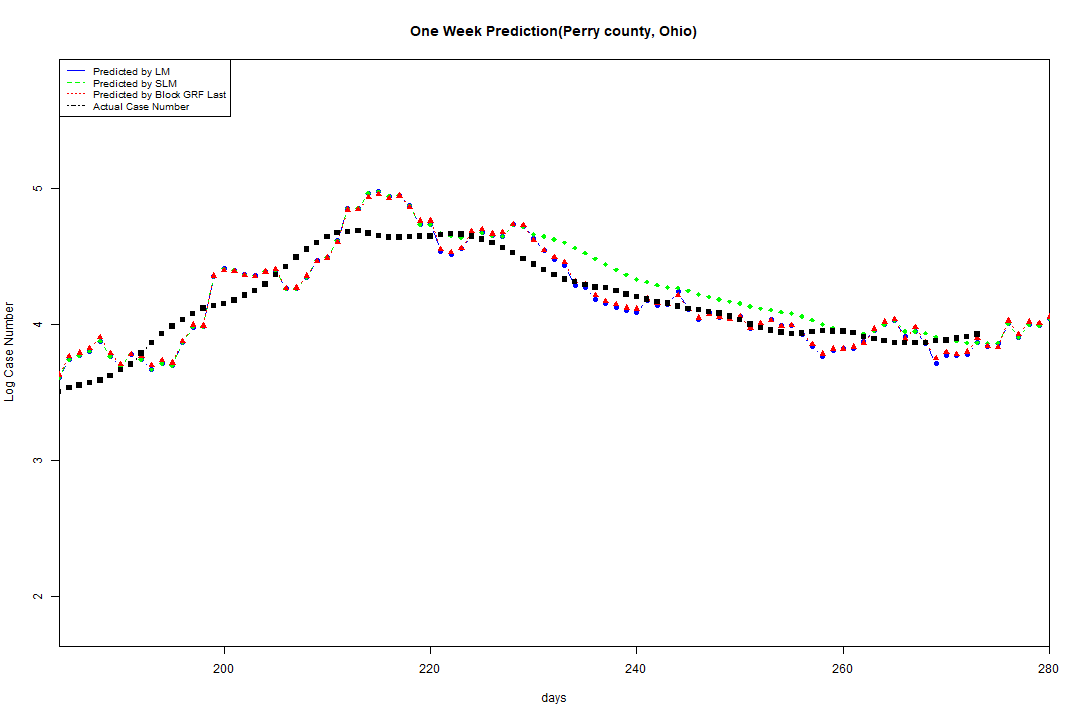 One Week Prediction(Perry county, Ohio)
Predicted by LM
Predicted by SLM
Predicted by Block GRF Last
Actual Case Number
Log Case Number
5
4
3
2
200 220 240 260 280
days